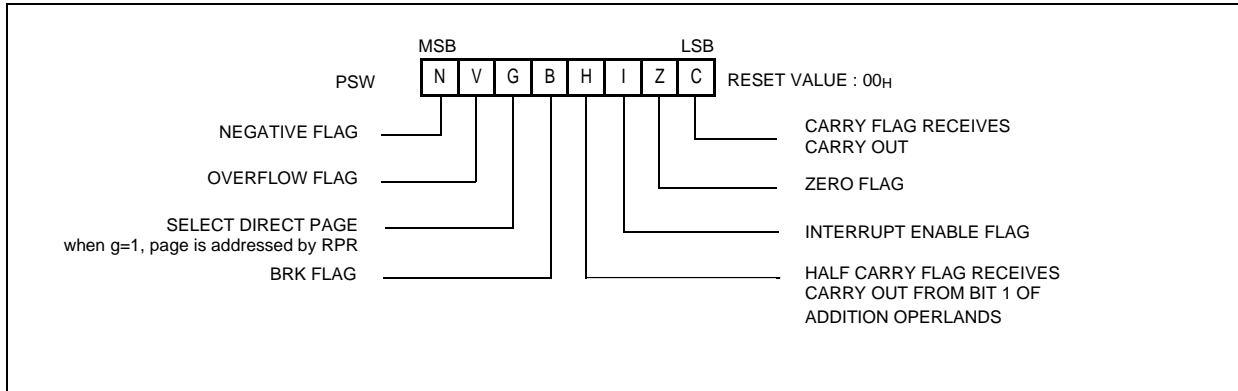 MSB LSB
PSW N V G B H I Z C RESET VALUE : 00H
NEGATIVE FLAG
OVERFLOW FLAG
SELECT DIRECT PAGE
when g=1, page is addressed by RPR
BRK FLAG
CARRY FLAG RECEIVES
CARRY OUT
ZERO FLAG
INTERRUPT ENABLE FLAG
HALF CARRY FLAG RECEIVES
CARRY OUT FROM BIT 1 OF
ADDITION OPERLANDS